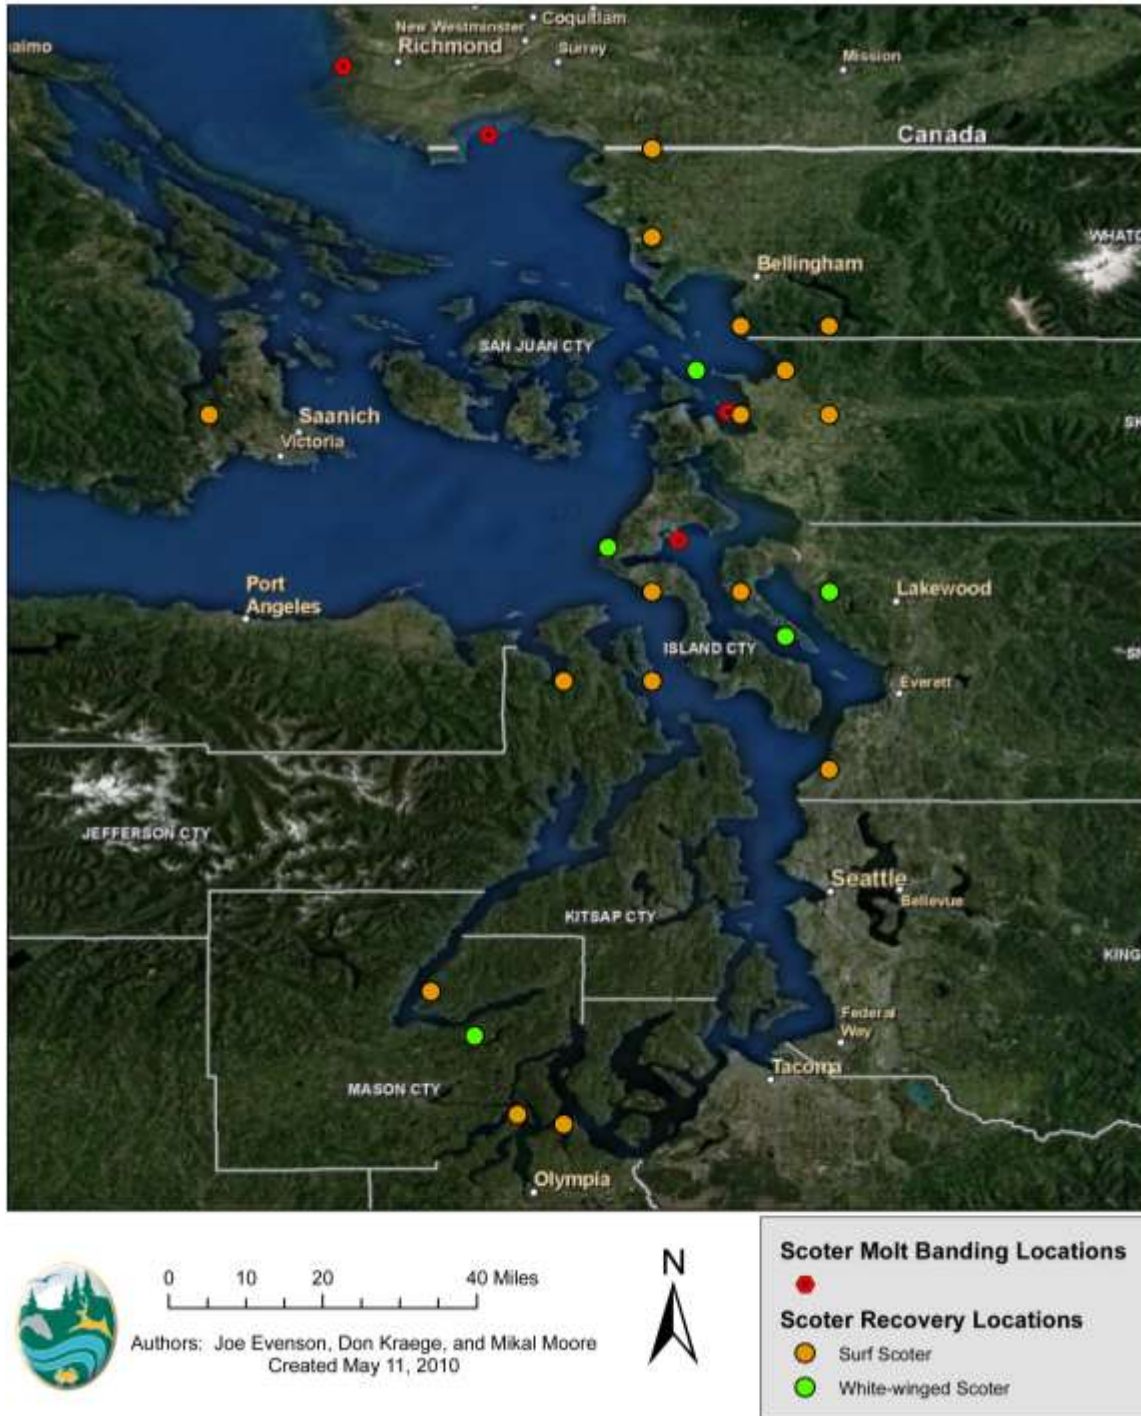 Coquitlam
New Westminster
Richmond
Surrey
Mission
Canada
Bellingham
SAN JUAN CTY
Saanich
Victoria
Port
Angeles
Lakewood
ISLAND CTY
Everett
JEFFERSON CTY
Seattle
Bellevue
KITSAP CTY
KING
Federal
Way
Tacoma
MASON CTY
Olympia
0 10 20 40 Miles
Authors: Joe Evenson, Don Kraege, and Mikal Moore
Created May 11, 2010
N
Scoter Molt Banding Locations
Scoter Recovery Locations
Surf Scoter
White-winged Scoter